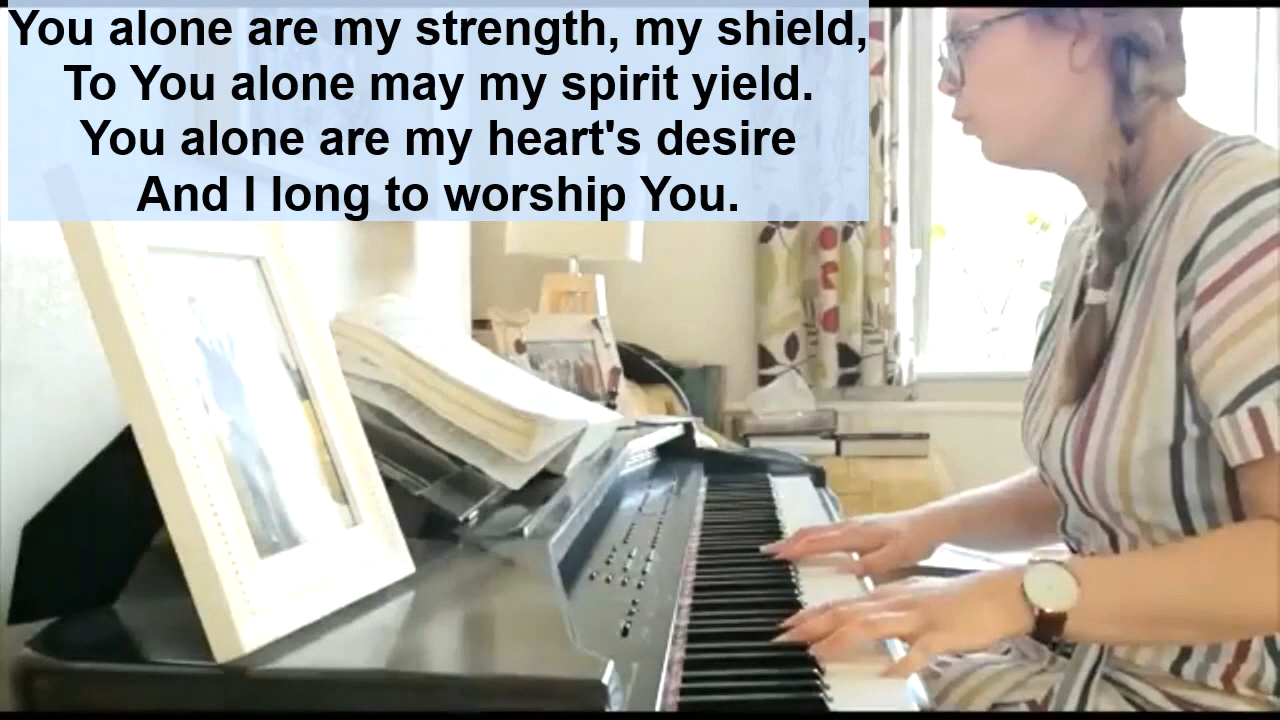 You alone are my strength, my shield,
To You alone may my spirit yield.
You alone are my heart's desire
And I long to worship You.